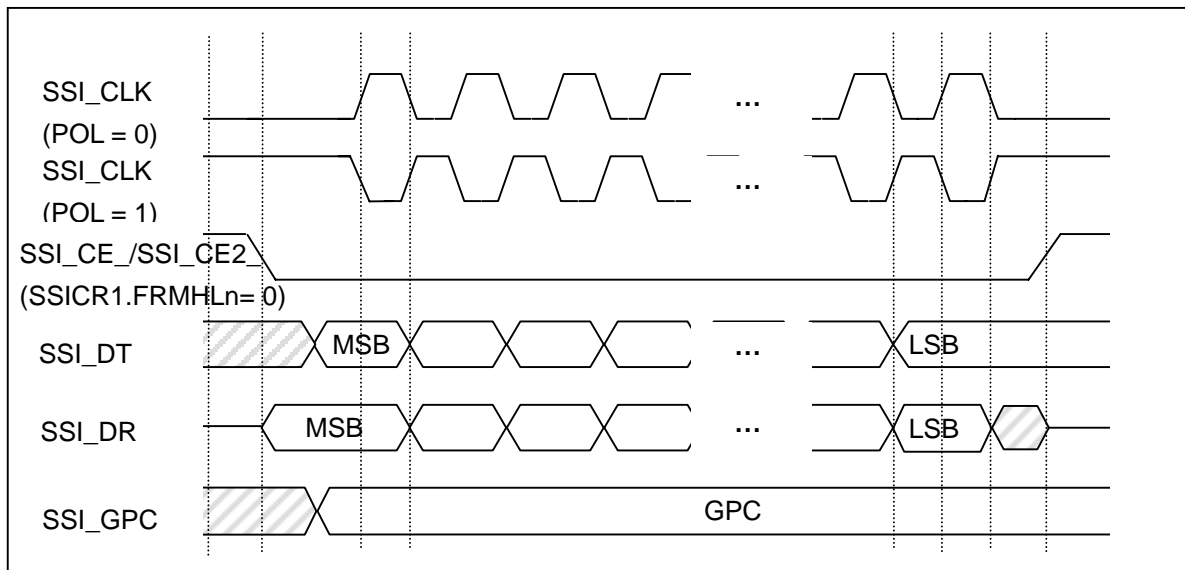 SSI_CLK
...
(POL = 0)
SSI_CLK
...
(POL = 1)
SSI_CE_/SSI_CE2_
(SSICR1.FRMHLn= 0)
SSI_DT
MSB
...
LSB
SSI_DR
MSB
...
LSB
SSI_GPC
GPC